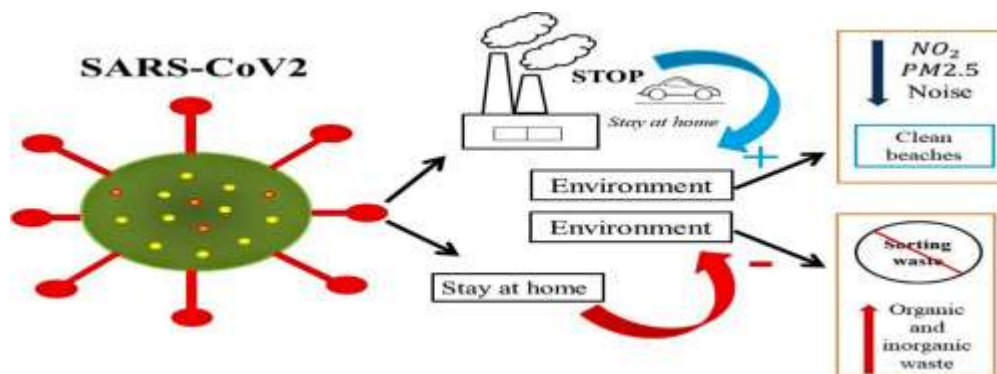 SARS-CoV2
STOP
Stay at home
+
Environment
Environment
-
Stay at home
NO₂
PM2.5
Noise
Clean
beaches
Sorting
waste
Organic
and
inorganic
waste